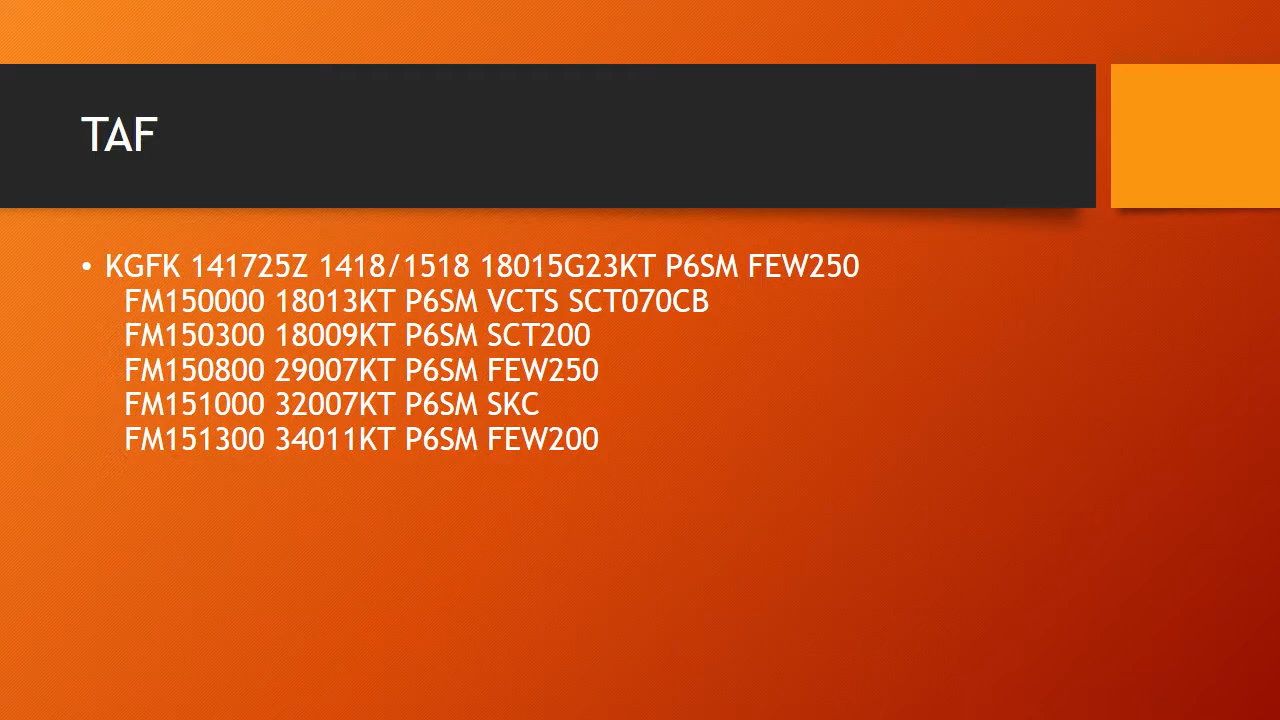 TAF
• KGFK 141725Z 1418/1518 18015G23KT P6SM FEW250
FM150000 18013KT P6SM VCTS SCT070CB
FM150300 18009KT P6SM SCT200
FM150800 29007KT P6SM FEW250
FM151000 32007KT P6SM SKC
FM151300 34011KT P6SM FEW200